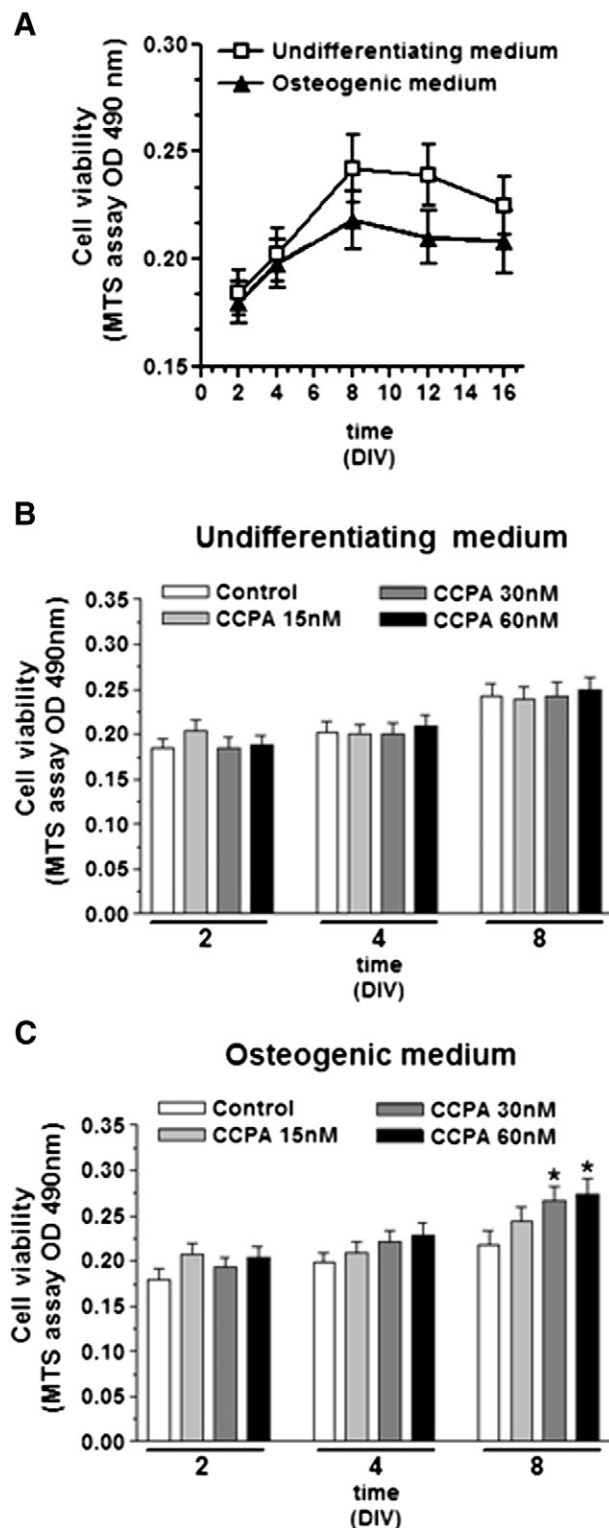 A
Cell viability
(MTS assay OD 490 nm)
0.30
0.25
0.20
0.15
Undifferentiating medium
Osteogenic medium
0 2 4 6 8 10 12 14 16
time
(DIV)
B
Undifferentiating medium
Control
CCPA 15nM
CCPA 30nM
CCPA 60nM
Cell viability
(MTS assay OD 490nm)
0.35
0.30
0.25
0.20
0.15
0.10
0.05
0.00
2 4 8
time
(DIV)
C
Osteogenic medium
Control
CCPA 15nM
CCPA 30nM
CCPA 60nM
Cell viability
(MTS assay OD 490nm)
0.35
0.30
0.25
0.20
0.15
0.10
0.05
0.00
* *
2 4 8
time
(DIV)